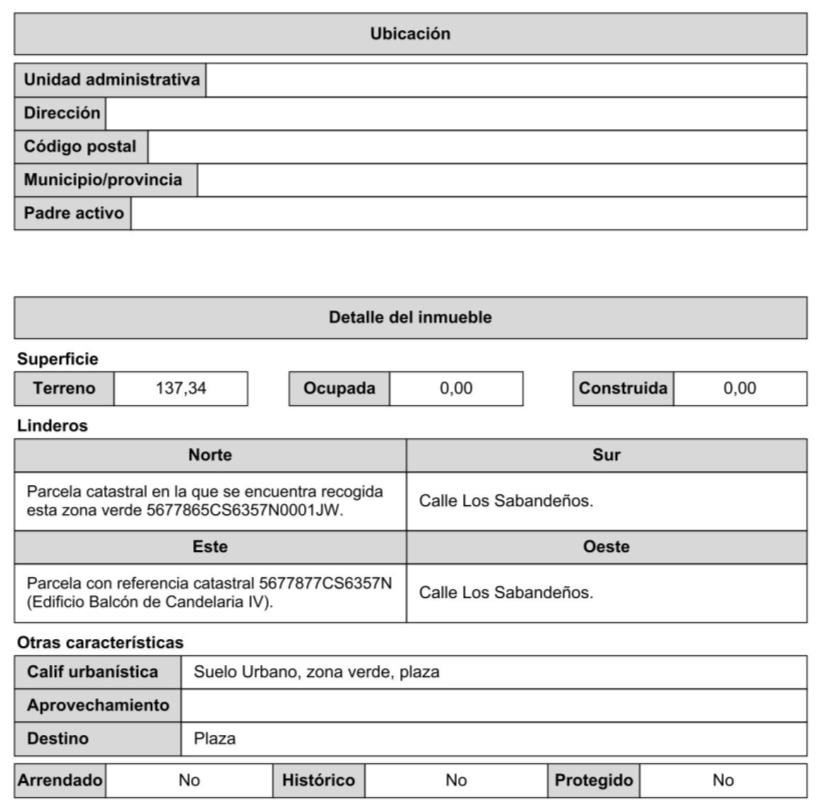 Ubicación
Unidad administrativa
Dirección
Código postal
Municipio/provincia
Padre activo
Detalle del inmueble
Superficie
Terreno 137,34 Ocupada 0,00 Construida 0,00
Linderos
Norte Sur
Parcela catastral en la que se encuentra recogida
esta zona verde 5677865CS6357N0001JW.
Calle Los Sabandeños.
Este Oeste
Parcela con referencia catastral 5677877CS6357N
(Edificio Balcón de Candelaria IV).
Calle Los Sabandeños.
Otras características
Calif urbanística Suelo Urbano, zona verde, plaza
Aprovechamiento
Destino Plaza
Arrendado No Histórico No Protegido No